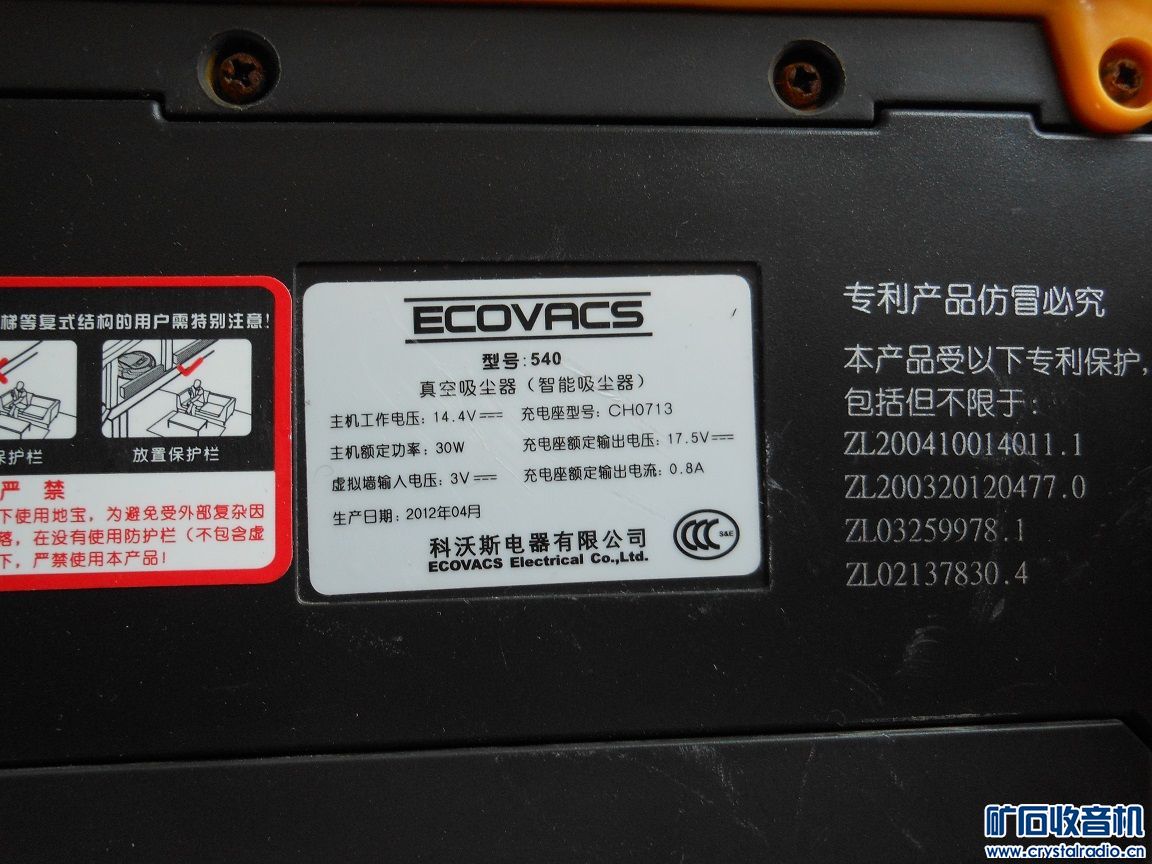 梯等复式结构的用户需特别注意!
保护栏
放置保护栏
严 禁
下使用地宝，为避免受外部复杂因
落，在没有使用防护栏（不包含虚
下，严禁使用本产品！
ECOVACS
型号:540
真空吸尘器（智能吸尘器）
主机工作电压: 14.4V 充电座型号: CH0713
主机额定功率: 30W 充电座额定输出电压: 17.5V
虚拟墙输入电压: 3V 充电座额定输出电流: 0.8A
生产日期: 2012年04月
科沃斯电器有限公司
ECOVACS Electrical Co.,Ltd.
CCC S&E
专利产品仿冒必究
本产品受以下专利保护,
包括但不限于:
ZL200410014011.1
ZL200320120477.0
ZL03259978.1
ZL02137830.4
矿石收音机
www.crystalradio.cn